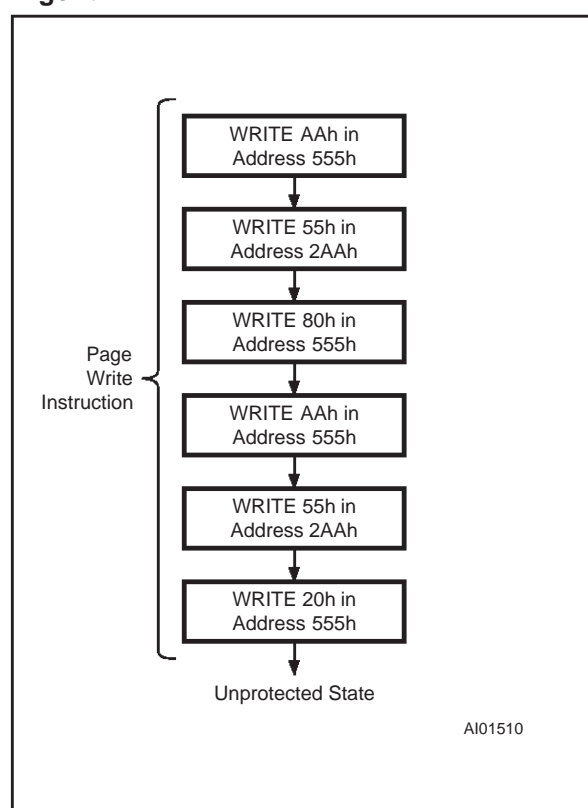 WRITE AAh in
Address 555h
WRITE 55h in
Address 2AAh
WRITE 80h in
Address 555h
Page
Write
Instruction
WRITE AAh in
Address 555h
WRITE 55h in
Address 2AAh
WRITE 20h in
Address 555h
Unprotected State
AI01510